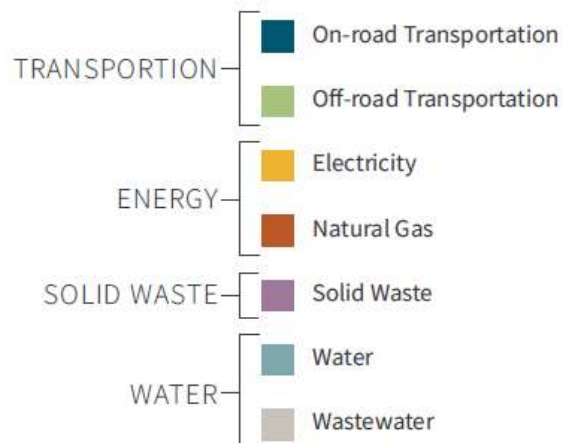 TRANSPORTION
On-road Transportation
Off-road Transportation
ENERGY
Electricity
Natural Gas
SOLID WASTE
Solid Waste
WATER
Water
Wastewater